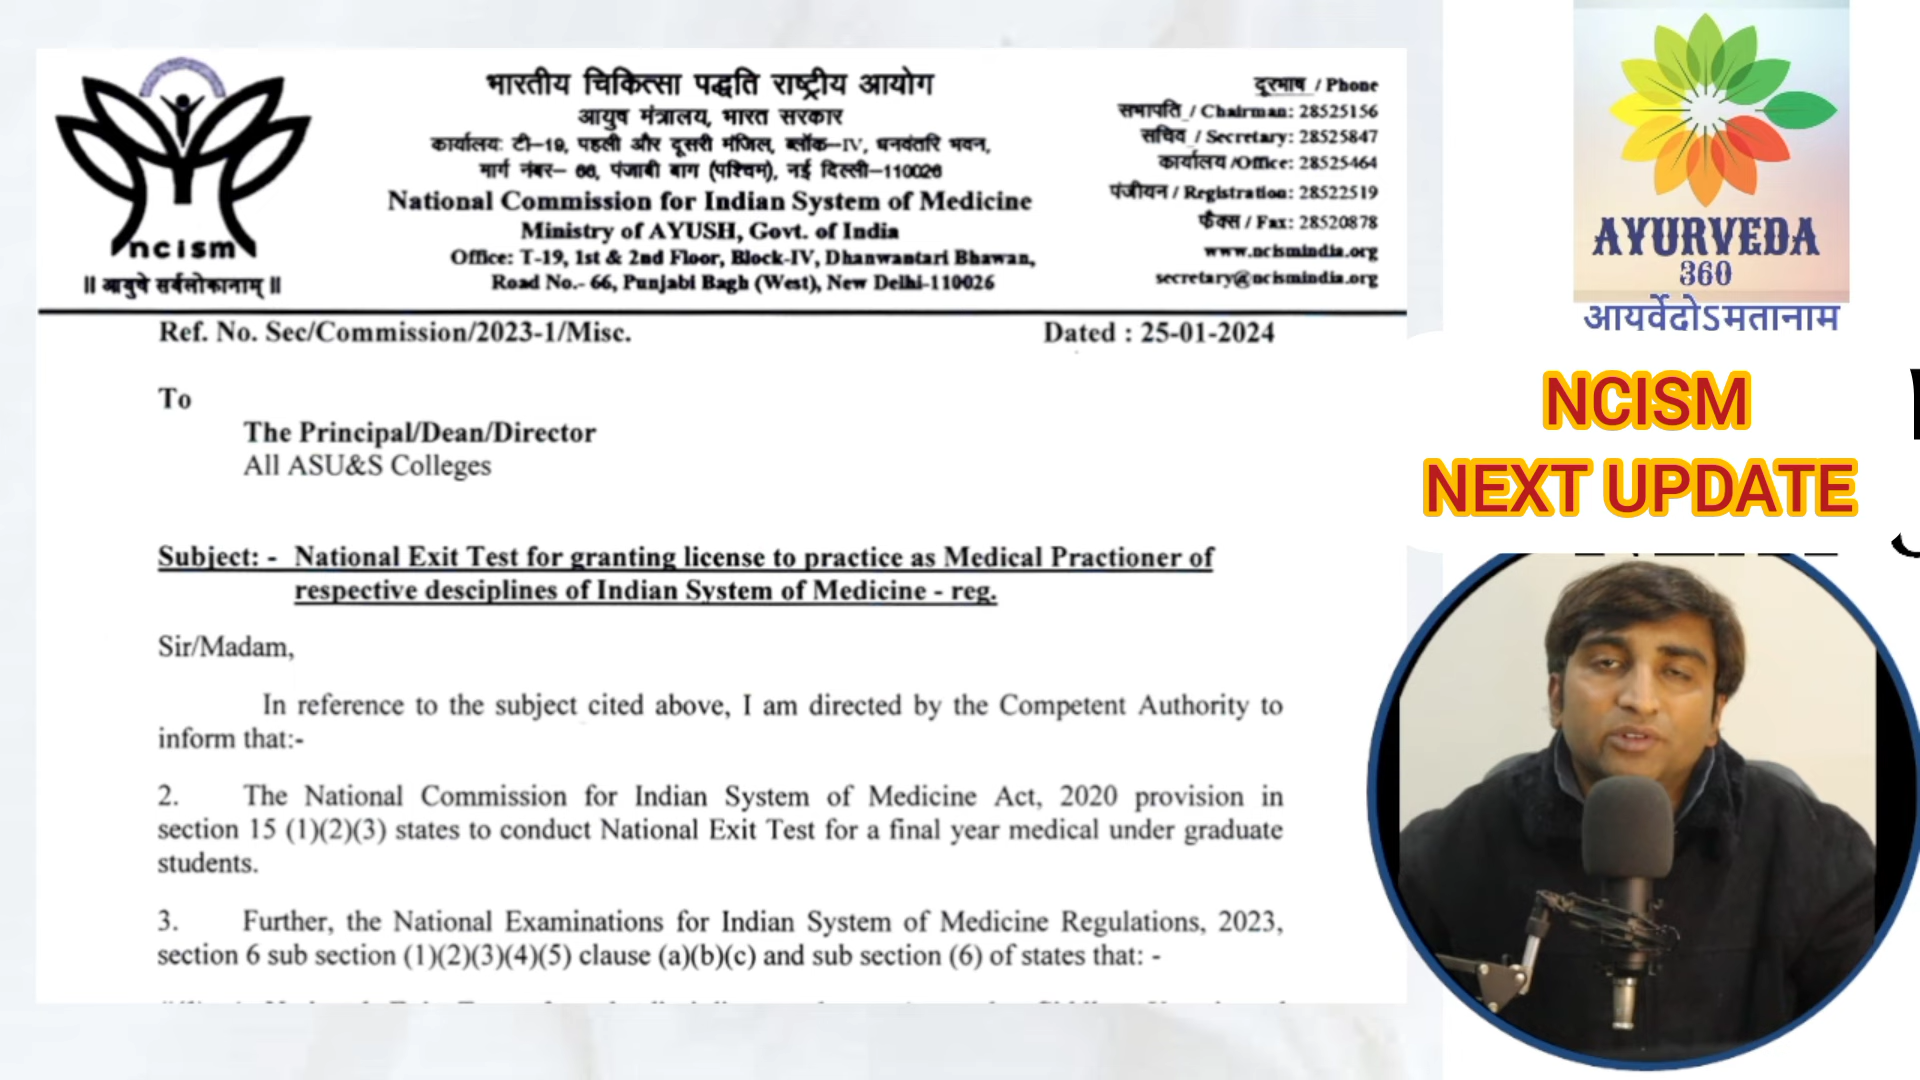 ncism
॥ आयुषे सर्वलोकानाम् ॥
भारतीय चिकित्सा पद्धति राष्ट्रीय आयोग
आयुष मंत्रालय, भारत सरकार
कार्यालयः टी–19, पहली और दूसरी मंजिल, ब्लॉक–IV, धनवंतरि भवन,
मार्ग नंबर– 66, पंजाबी बाग (पश्चिम), नई दिल्ली–110026
National Commission for Indian System of Medicine
Ministry of AYUSH, Govt. of India
Office: T-19, 1st & 2nd Floor, Block-IV, Dhanwantari Bhawan,
Road No.- 66, Punjabi Bagh (West), New Delhi-110026
दूरभाष / Phone
सभापति / Chairman: 28525156
सचिव / Secretary: 28525847
कार्यालय /Office: 28525464
पंजीयन / Registration: 28522519
फैक्स / Fax: 28520878
www.ncismindia.org
secretary@ncismindia.org
Ref. No. Sec/Commission/2023-1/Misc.
Dated : 25-01-2024
To
The Principal/Dean/Director
All ASU&S Colleges
Subject: - National Exit Test for granting license to practice as Medical Practioner of
respective desciplines of Indian System of Medicine - reg.
Sir/Madam,
In reference to the subject cited above, I am directed by the Competent Authority to
inform that:-
2. The National Commission for Indian System of Medicine Act, 2020 provision in
section 15 (1)(2)(3) states to conduct National Exit Test for a final year medical under graduate
students.
3. Further, the National Examinations for Indian System of Medicine Regulations, 2023,
section 6 sub section (1)(2)(3)(4)(5) clause (a)(b)(c) and sub section (6) of states that: -
AYURVEDA
360
NCISM
NEXT UPDATE